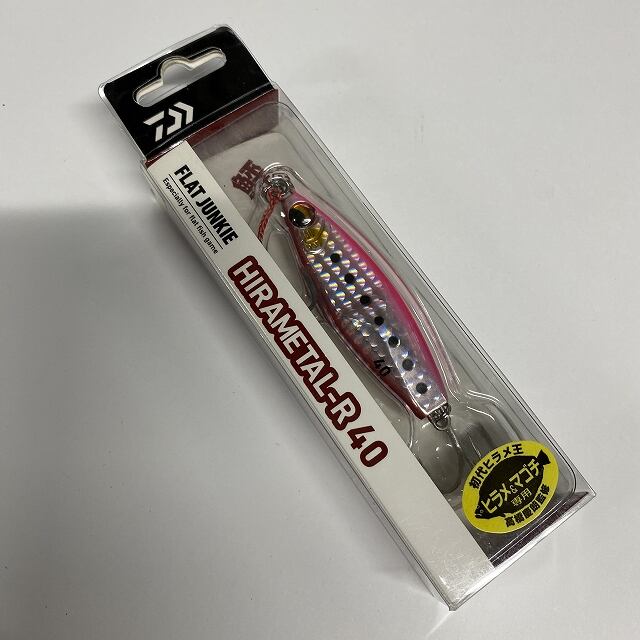 FLAT JUNKIE
Especially for flat fish game
HIRAMETAL-R 40
40
初代ヒラメ王
ヒラメ&マゴチ
専用